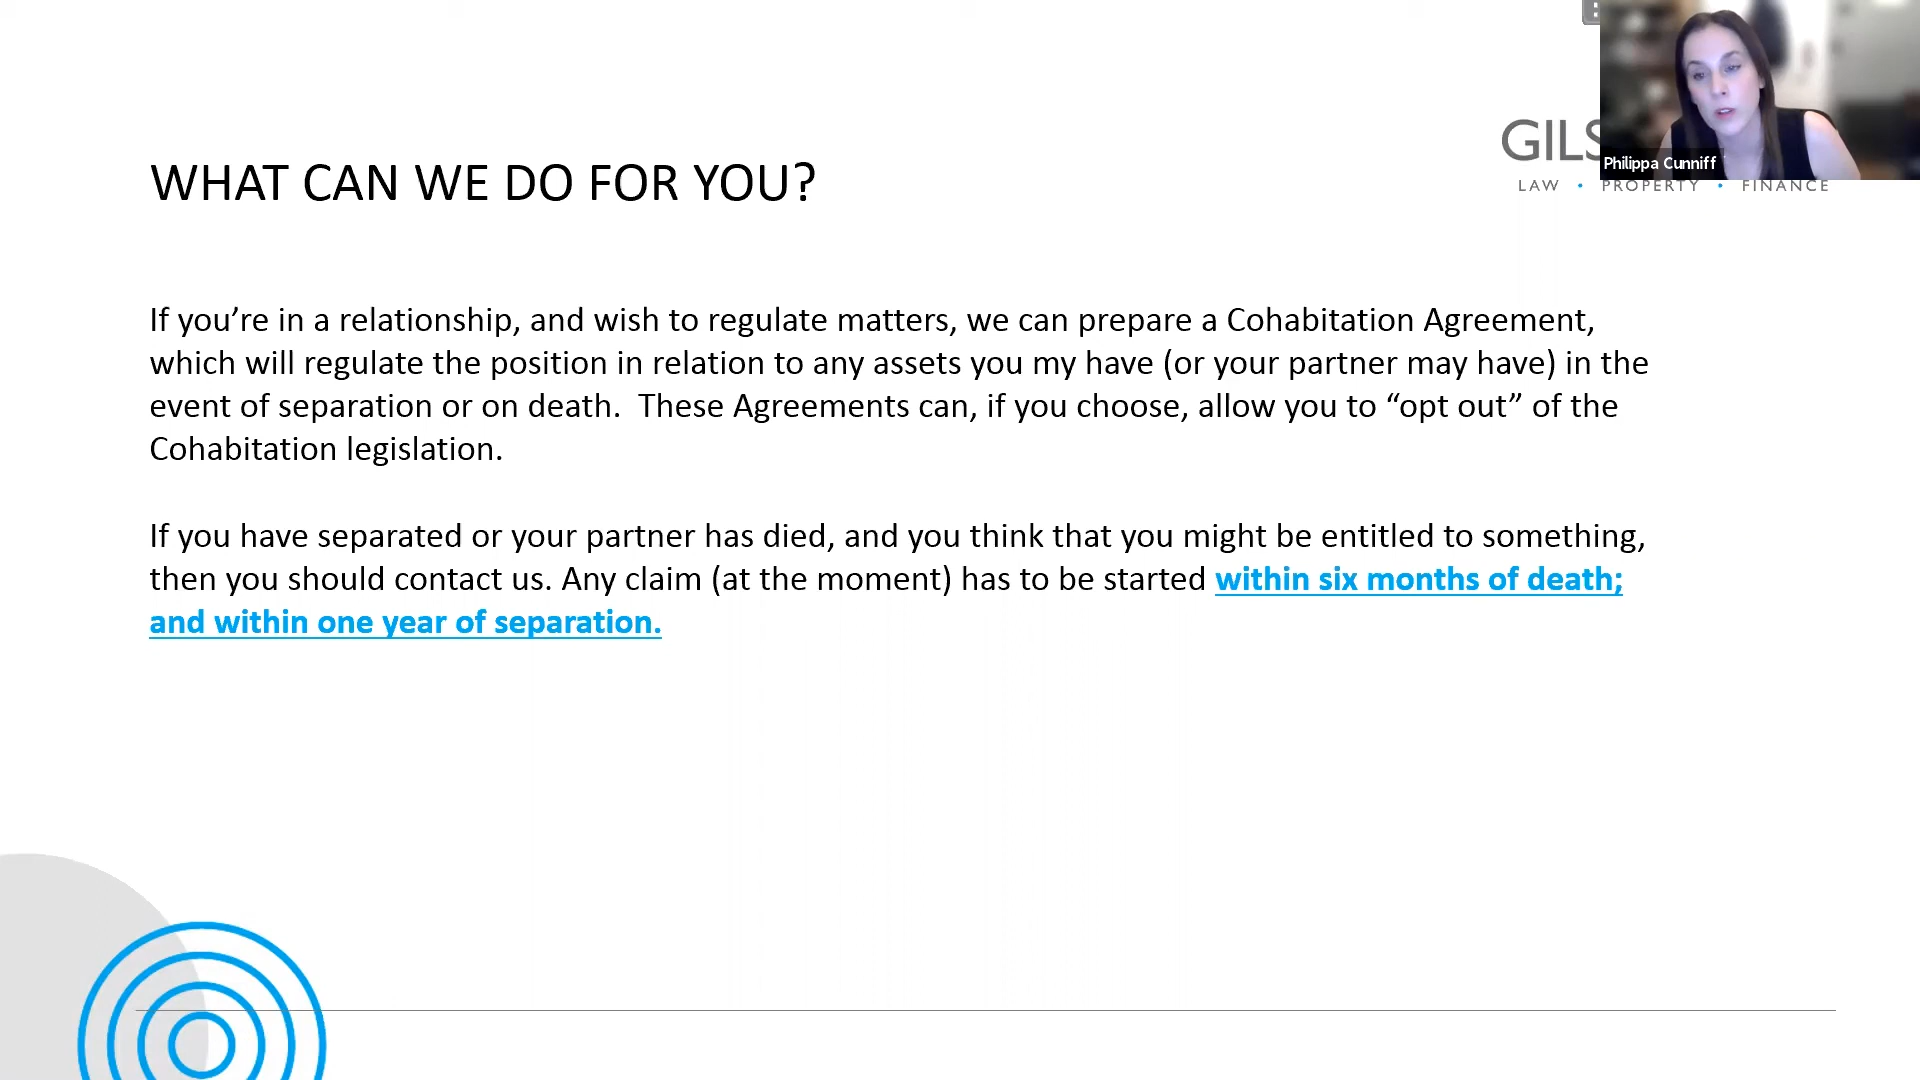 WHAT CAN WE DO FOR YOU?
GILS
Philippa Cunniff
LAW • PROPERTY • FINANCE
If you’re in a relationship, and wish to regulate matters, we can prepare a Cohabitation Agreement,
which will regulate the position in relation to any assets you my have (or your partner may have) in the
event of separation or on death.  These Agreements can, if you choose, allow you to “opt out” of the
Cohabitation legislation.
If you have separated or your partner has died, and you think that you might be entitled to something,
then you should contact us. Any claim (at the moment) has to be started within six months of death;
and within one year of separation.